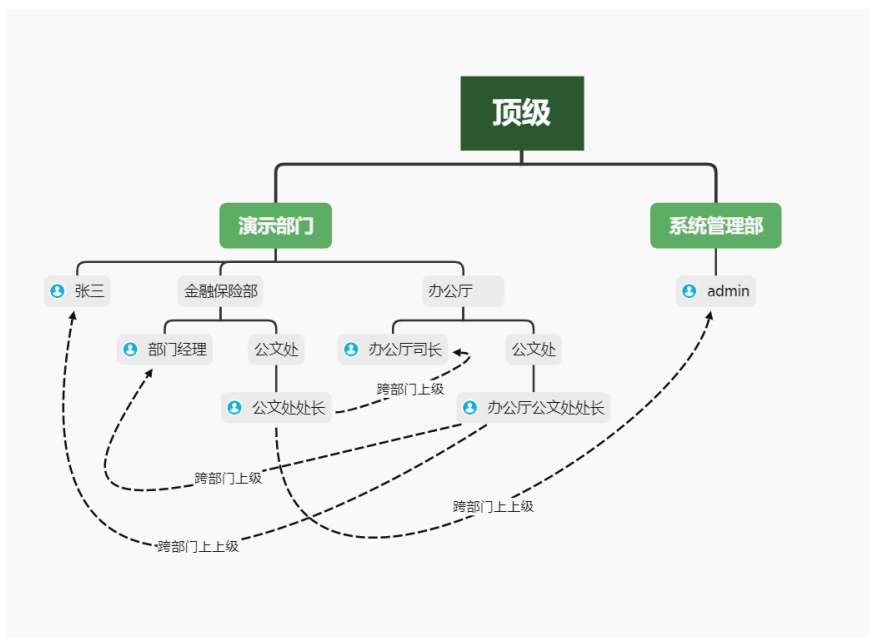 顶级
演示部门
系统管理部
张三
金融保险部
办公厅
admin
部门经理
公文处
办公厅司长
公文处
跨部门上级
公文处处长
办公厅公文处处长
跨部门上级
跨部门上上级
跨部门上上级